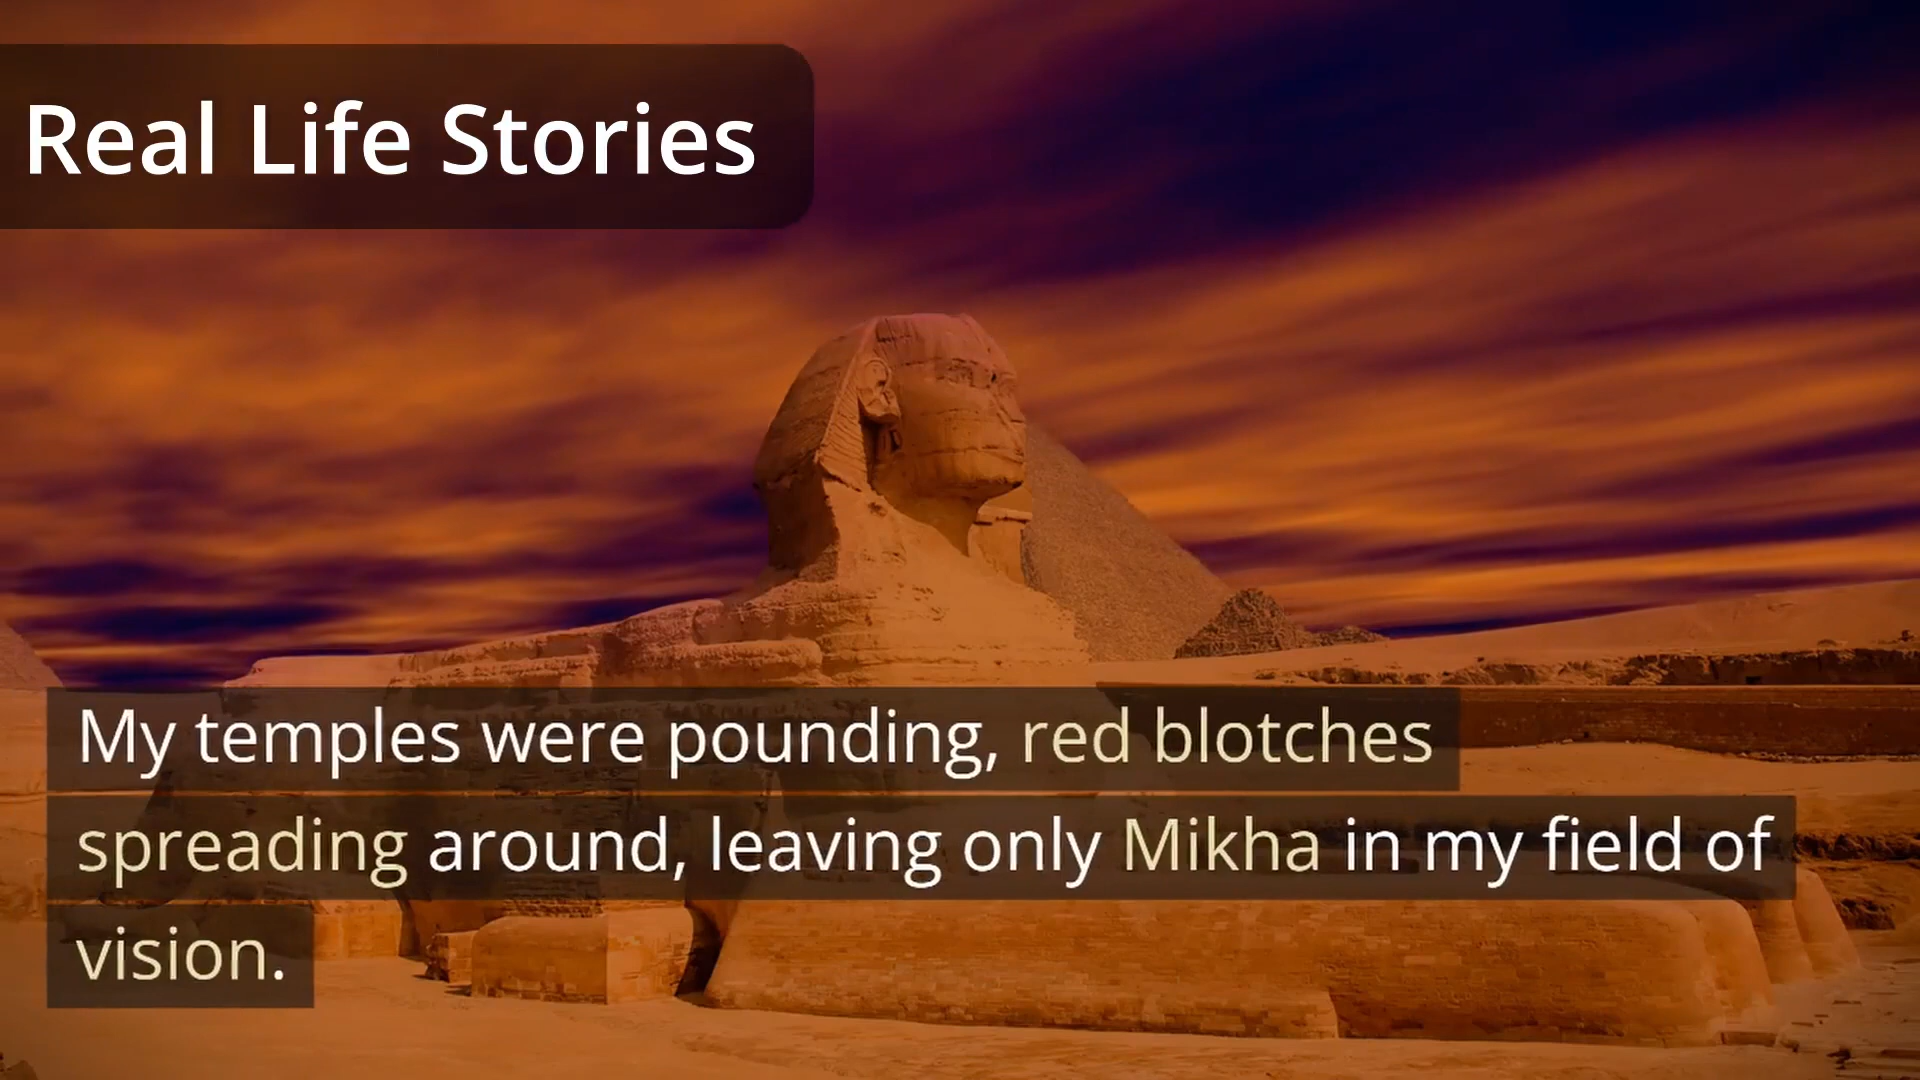 Real Life Stories
My temples were pounding, red blotches
spreading around, leaving only Mikha in my field of
vision.